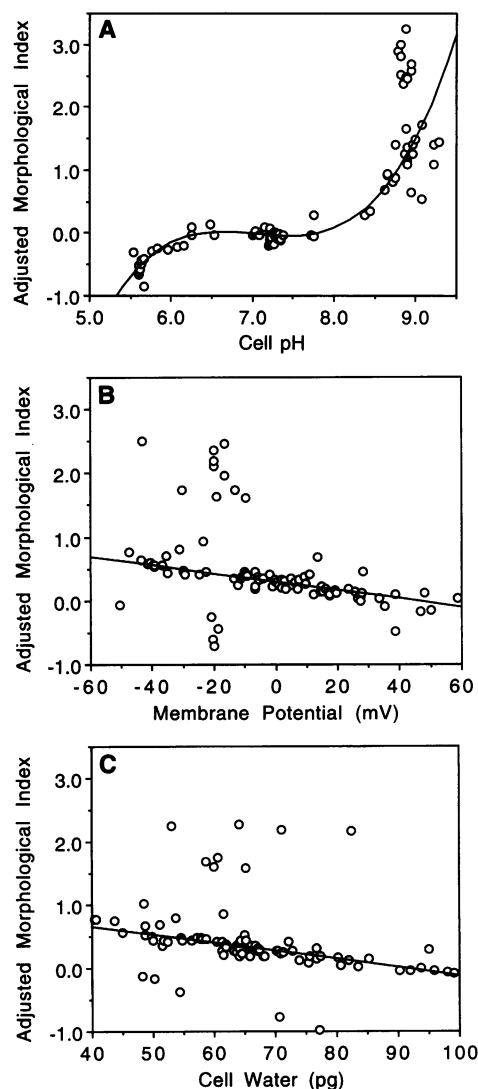 A
Adjusted Morphological Index
3.0
2.0
1.0
0.0
-1.0
5.0 6.0 7.0 8.0 9.0
Cell pH
B
Adjusted Morphological Index
3.0
2.0
1.0
0.0
-1.0
-60 -40 -20 0 20 40 60
Membrane Potential (mV)
C
Adjusted Morphological Index
3.0
2.0
1.0
0.0
-1.0
40 50 60 70 80 90 100
Cell Water (pg)